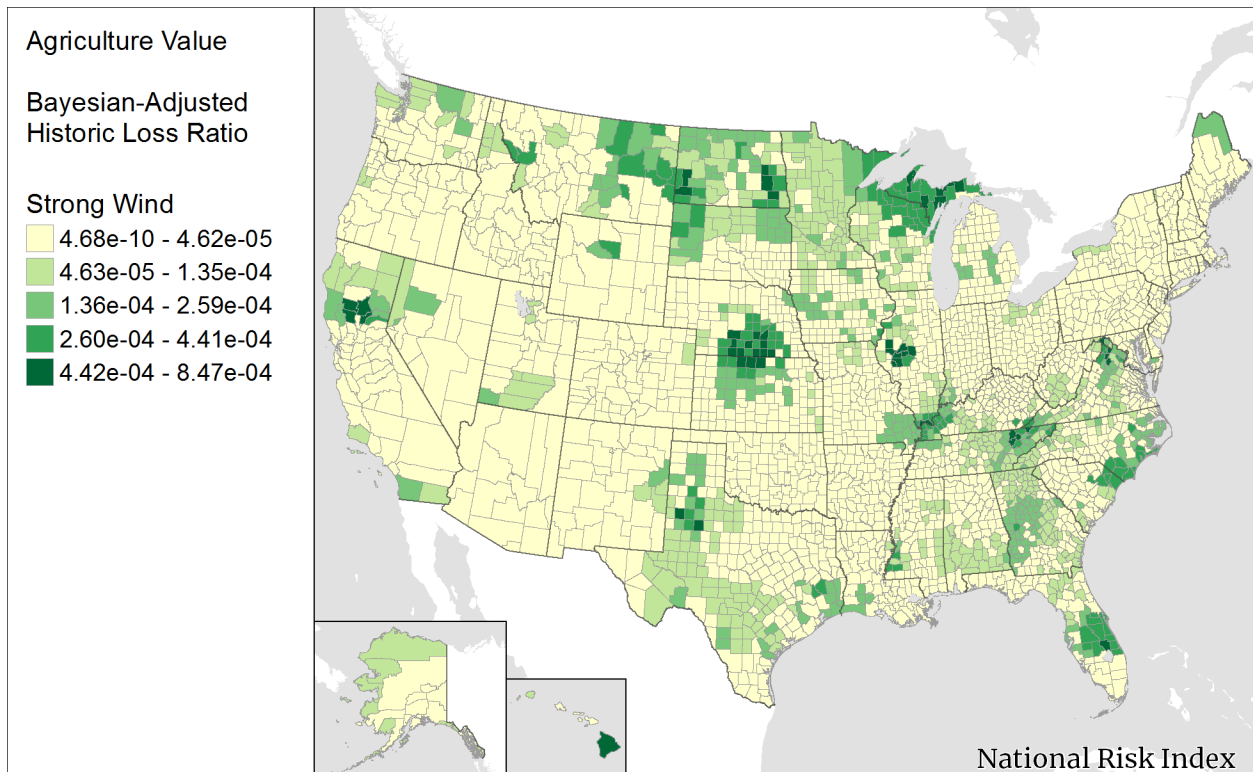 Agriculture Value
Bayesian-Adjusted
Historic Loss Ratio
Strong Wind
4.68e-10 - 4.62e-05
4.63e-05 - 1.35e-04
1.36e-04 - 2.59e-04
2.60e-04 - 4.41e-04
4.42e-04 - 8.47e-04
National Risk Index